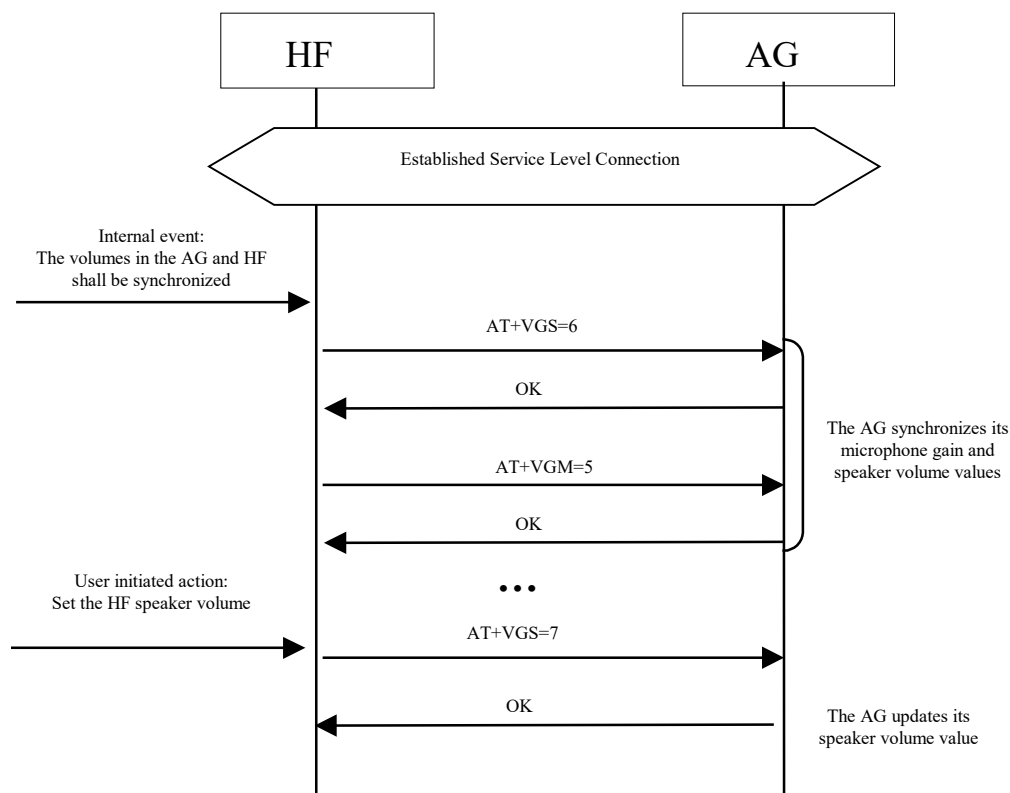 HF
AG
Established Service Level Connection
Internal event:
The volumes in the AG and HF
shall be synchronized
AT+VGS=6
OK
The AG synchronizes its
microphone gain and
speaker volume values
AT+VGM=5
OK
User initiated action:
Set the HF speaker volume
•••
AT+VGS=7
OK
The AG updates its
speaker volume value